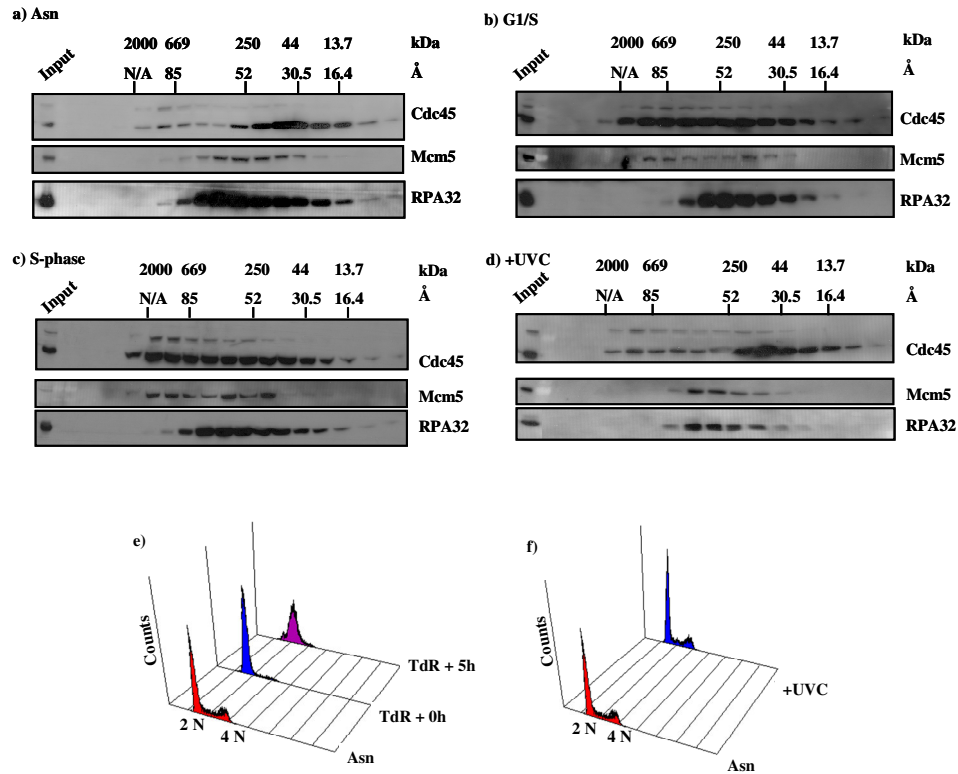 a) Asn
2000 669 250 44 13.7 kDa
Input
N/A 85 52 30.5 16.4 Å
Cdc45
Mcm5
RPA32
b) G1/S
2000 669 250 44 13.7 kDa
Input
N/A 85 52 30.5 16.4 Å
Cdc45
Mcm5
RPA32
c) S-phase
2000 669 250 44 13.7 kDa
Input
N/A 85 52 30.5 16.4 Å
Cdc45
Mcm5
RPA32
d) +UVC
2000 669 250 44 13.7 kDa
Input
N/A 85 52 30.5 16.4 Å
Cdc45
Mcm5
RPA32
e)
Counts
2 N
4 N
TdR + 5h
TdR + 0h
Asn
f)
Counts
2 N
4 N
+UVC
Asn